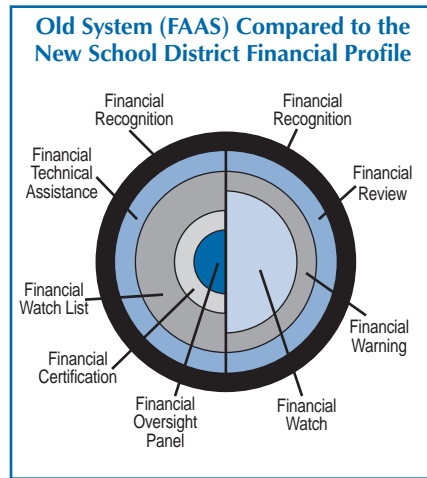 Old System (FAAS) Compared to the
New School District Financial Profile
Financial
Recognition
Financial
Recognition
Financial
Technical
Assistance
Financial
Review
Financial
Watch List
Financial
Warning
Financial
Certification
Financial
Oversight
Panel
Financial
Watch